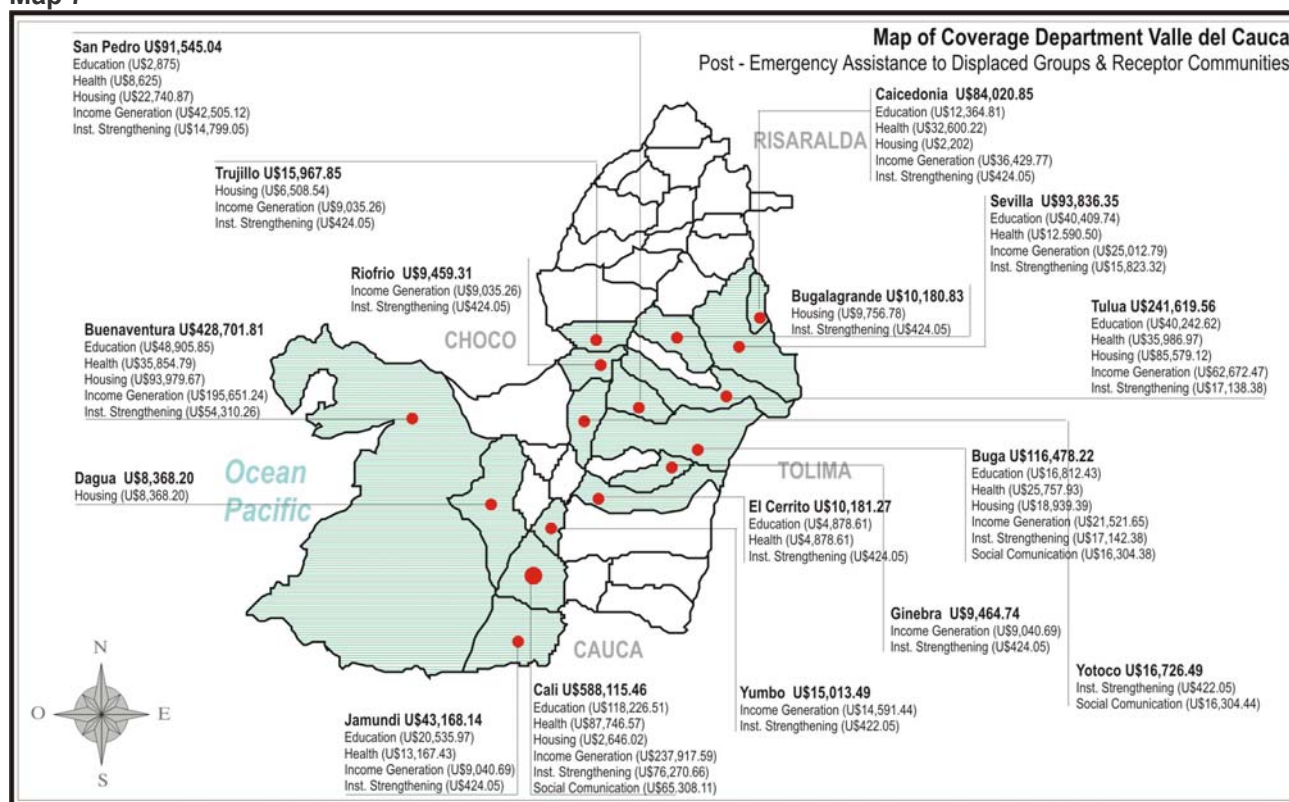 Map of Coverage Department Valle del Cauca
Post - Emergency Assistance to Displaced Groups & Receptor Communities
San Pedro U$91,545.04
Education (U$2,875)
Health (U$8,625)
Housing (U$22,740.87)
Income Generation (U$42,505.12)
Inst. Strengthening (U$14,799.05)
Caicedonia U$84,020.85
Education (U$12,364.81)
Health (U$32,600.22)
Housing (U$2,202)
Income Generation (U$36,429.77)
Inst. Strengthening (U$424.05)
RISARALDA
Trujillo U$15,967.85
Housing (U$6,508.54)
Income Generation (U$9,035.26)
Inst. Strengthening (U$424.05)
Sevilla U$93,836.35
Education (U$40,409.74)
Health (U$12.590.50)
Income Generation (U$25,012.79)
Inst. Strengthening (U$15,823.32)
Riofrio U$9,459.31
Income Generation (U$9,035.26)
Inst. Strengthening (U$424.05)
Bugalagrande U$10,180.83
Housing (U$9,756.78)
Inst. Strengthening (U$424.05)
CHOCO
Tulua U$241,619.56
Education (U$40,242.62)
Health (U$35,986.97)
Housing (U$85,579.12)
Income Generation (U$62,672.47)
Inst. Strengthening (U$17,138.38)
Buenaventura U$428,701.81
Education (U$48,905.85)
Health (U$35,854.79)
Housing (U$93,979.67)
Income Generation (U$195,651.24)
Inst. Strengthening (U$54,310.26)
Dagua U$8,368.20
Housing (U$8,368.20)
Ocean
Pacific
TOLIMA
Buga U$116,478.22
Education (U$16,812.43)
Health (U$25,757.93)
Housing (U$18,939.39)
Income Generation (U$21,521.65)
Inst. Strengthening (U$17,142.38)
Social Comunication (U$16,304.38)
El Cerrito U$10,181.27
Education (U$4,878.61)
Health (U$4,878.61)
Inst. Strengthening (U$424.05)
Ginebra U$9,464.74
Income Generation (U$9,040.69)
Inst. Strengthening (U$424.05)
CAUCA
Yotoco U$16,726.49
Inst. Strengthening (U$422.05)
Social Comunication (U$16,304.44)
Yumbo U$15,013.49
Income Generation (U$14,591.44)
Inst. Strengthening (U$422.05)
Cali U$588,115.46
Education (U$118,226.51)
Health (U$87,746.57)
Housing (U$2,646.02)
Income Generation (U$237,917.59)
Inst. Strengthening (U$76,270.66)
Social Comunication (U$65,308.11)
Jamundi U$43,168.14
Education (U$20,535.97)
Health (U$13,167.43)
Income Generation (U$9,040.69)
Inst. Strengthening (U$424.05)
N
O
E
S